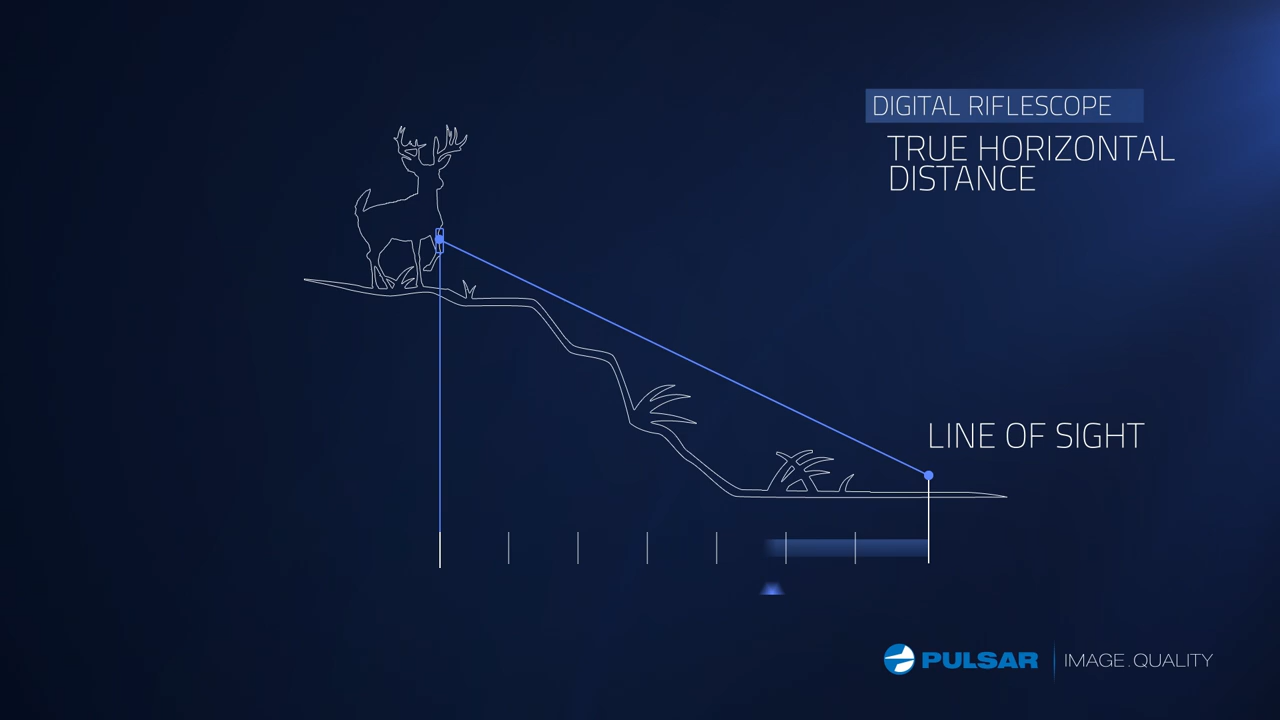 DIGITAL RIFLESCOPE
TRUE HORIZONTAL
DISTANCE
LINE OF SIGHT
PULSAR IMAGE.QUALITY